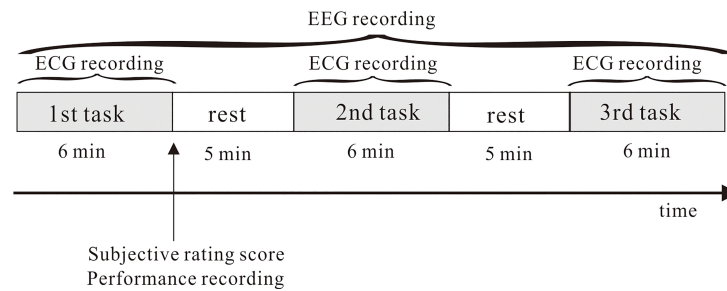 EEG recording
ECG recording ECG recording ECG recording
1st task rest 2nd task rest 3rd task
6 min 5 min 6 min 5 min 6 min
time
Subjective rating score
Performance recording